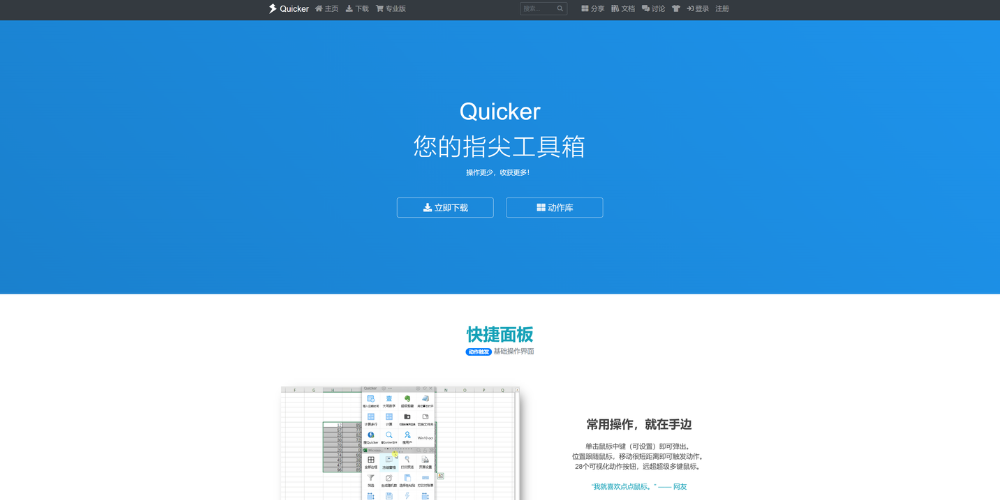 Quicker 主页 下载 专业版 搜索... 分享 文档 讨论 登录 注册
Quicker
您的指尖工具箱
操作更少，收获更多！
立即下载 动作库
快捷面板
动作触发 基础操作界面
Quicker
常用操作，就在手边
单击鼠标中键（可设置）即可弹出，
位置跟随鼠标，移动很短距离即可触发动作。
28个可视化动作按钮，远超超级多键鼠标。
"我就喜欢点点鼠标。" —— 网友